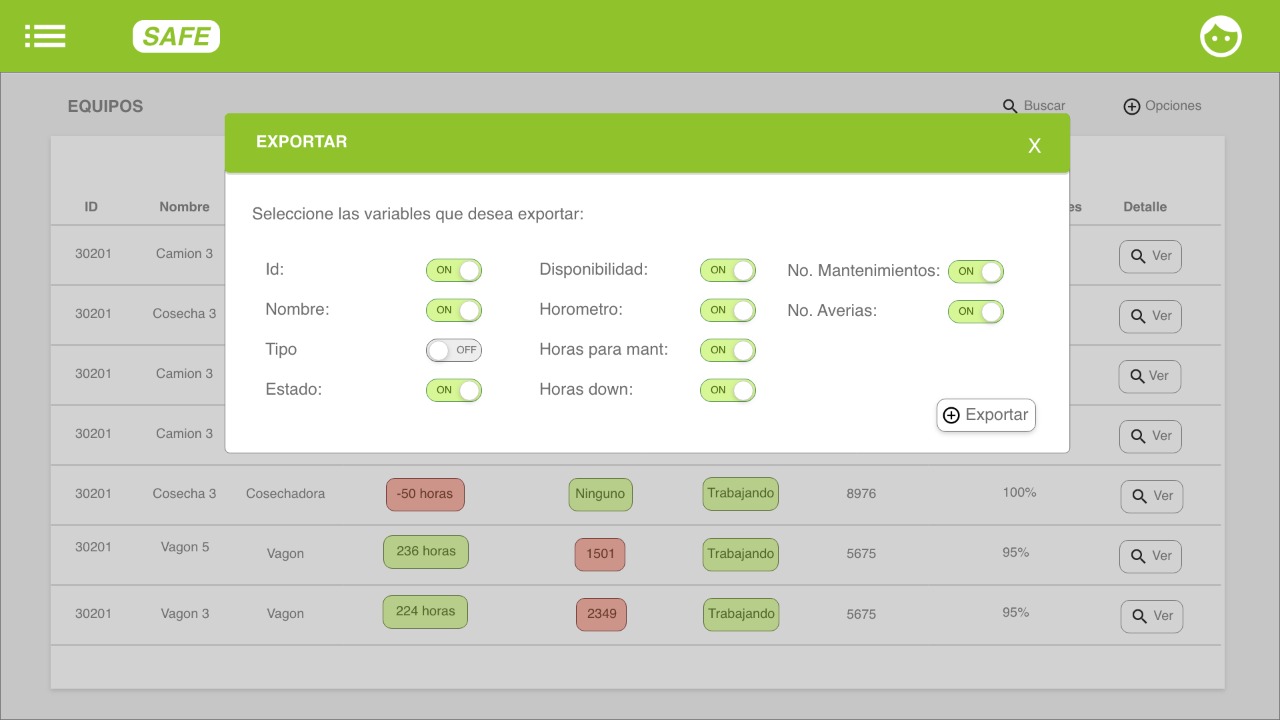 SAFE
EQUIPOS
Buscar
Opciones
EXPORTAR
X
ID Nombre es Detalle
Seleccione las variables que desea exportar:
Id: ON Disponibilidad: ON No. Mantenimientos: ON
Nombre: ON Horometro: ON No. Averias: ON
Tipo OFF Horas para mant: ON
Estado: ON Horas down: ON
Exportar
30201 Camion 3 Ver
30201 Cosecha 3 Ver
30201 Camion 3 Ver
30201 Camion 3 Ver
30201 Cosecha 3 Cosechadora -50 horas Ninguno Trabajando 8976 100% Ver
30201 Vagon 5 Vagon 236 horas 1501 Trabajando 5675 95% Ver
30201 Vagon 3 Vagon 224 horas 2349 Trabajando 5675 95% Ver